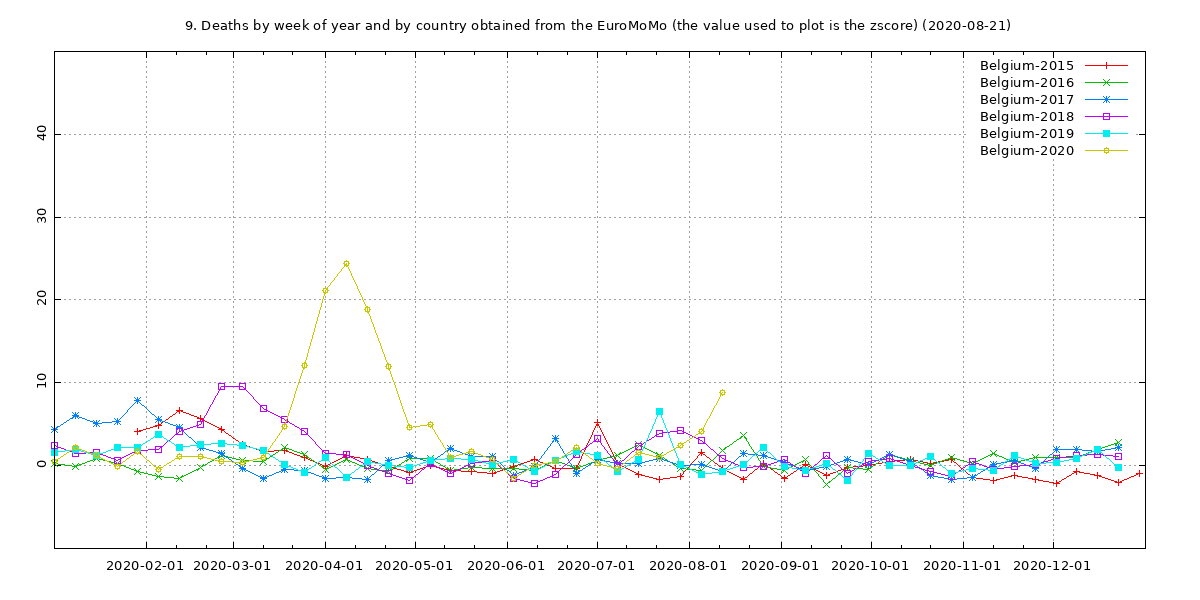 9. Deaths by week of year and by country obtained from the EuroMoMo (the value used to plot is the zscore) (2020-08-21)
Belgium-2015
Belgium-2016
Belgium-2017
Belgium-2018
Belgium-2019
Belgium-2020
40
30
20
10
0
2020-02-01 2020-03-01 2020-04-01 2020-05-01 2020-06-01 2020-07-01 2020-08-01 2020-09-01 2020-10-01 2020-11-01 2020-12-01